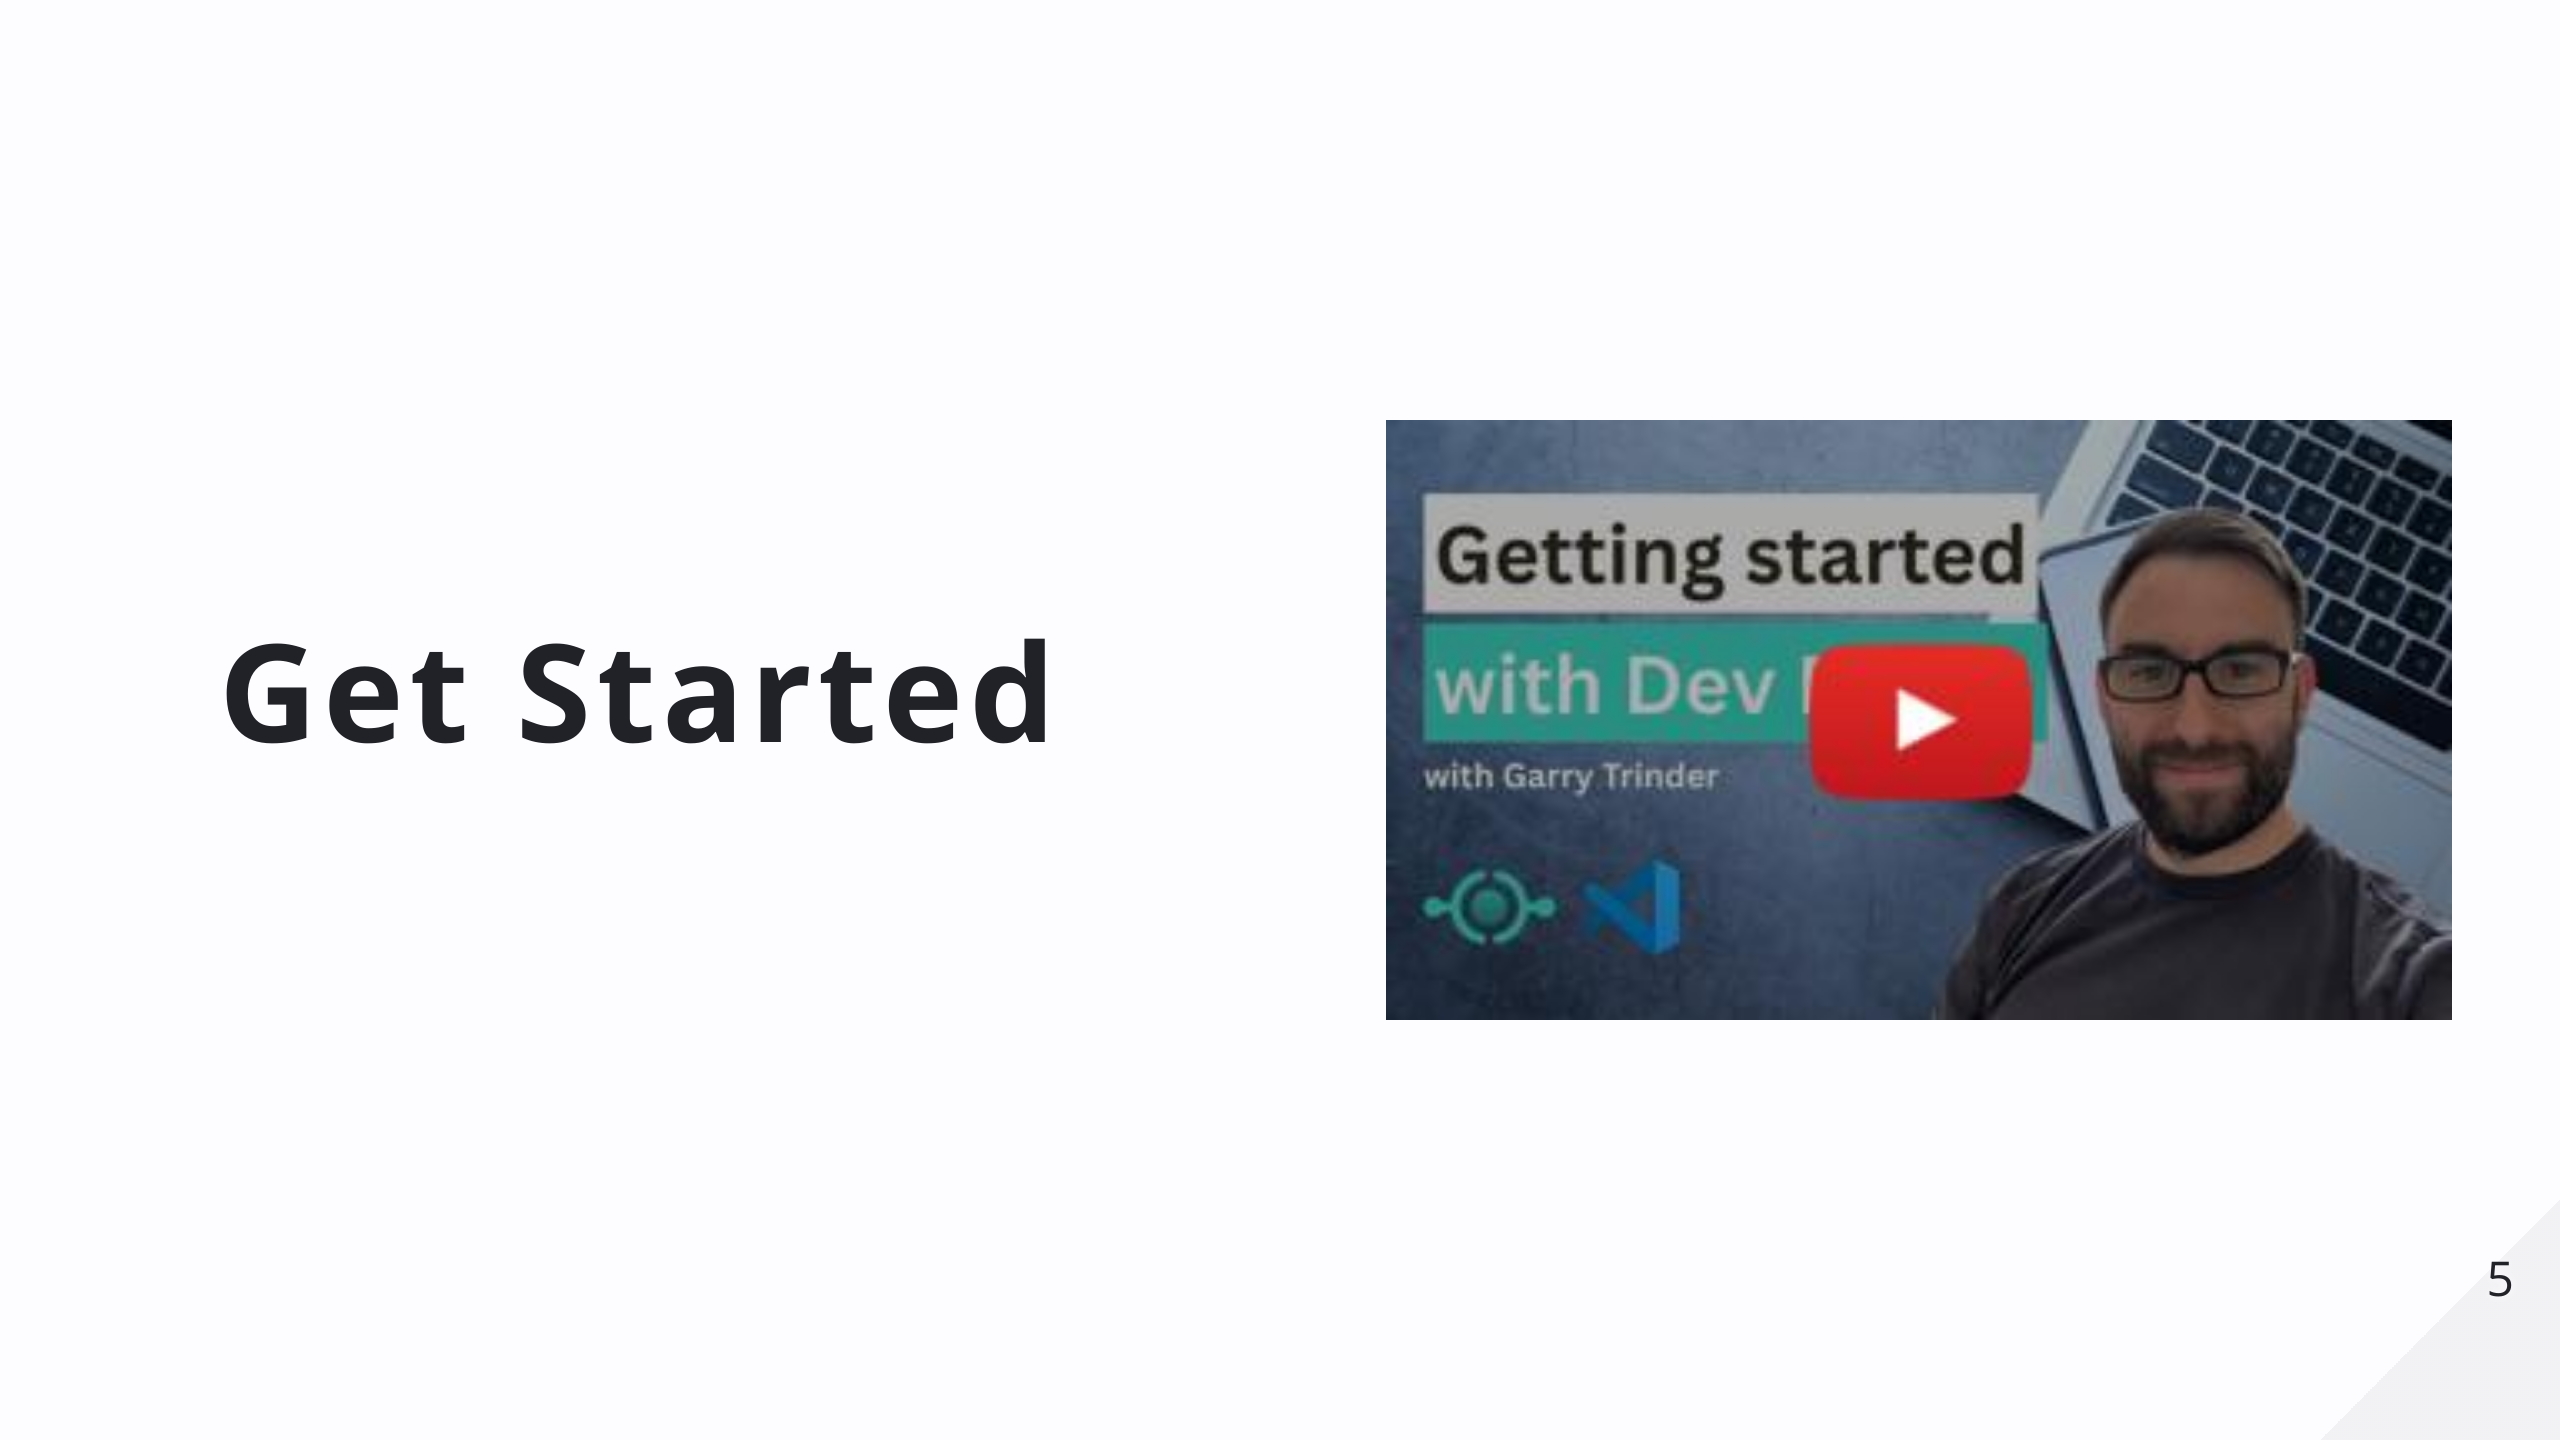 Get Started
Getting started
with Dev
with Garry Trinder
5